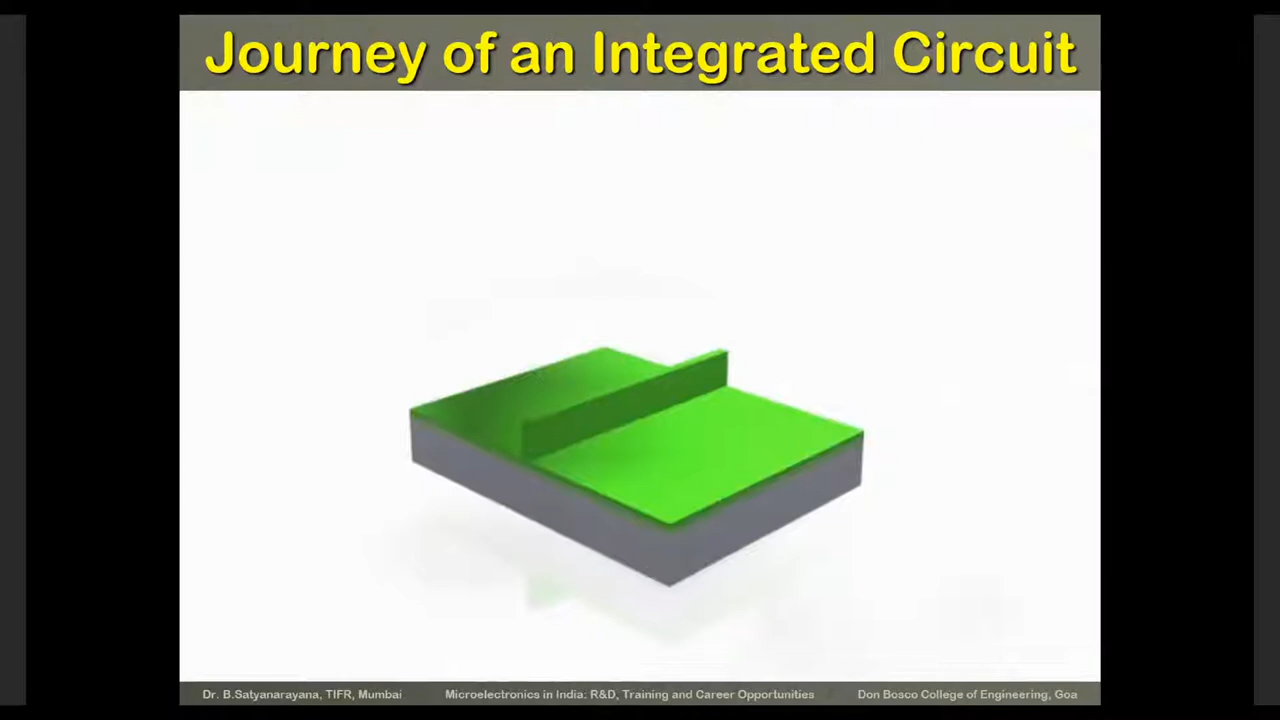 Journey of an Integrated Circuit
Dr. B.Satyanarayana, TIFR, Mumbai Microelectronics in India: R&D, Training and Career Opportunities Don Bosco College of Engineering, Goa